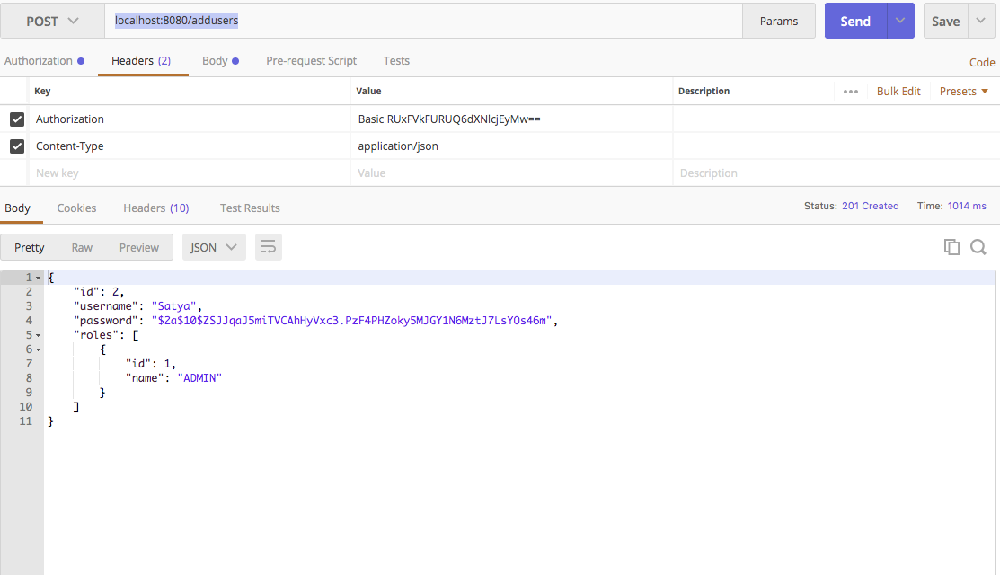 POST localhost:8080/addusers Params Send Save
Authorization Headers (2) Body Pre-request Script Tests Code
Key Value Description ••• Bulk Edit Presets
Authorization Basic RUxFVkFURUQ6dXNlcjEyMw==
Content-Type application/json
New key Value Description
Body Cookies Headers (10) Test Results Status: 201 Created Time: 1014 ms
Pretty Raw Preview JSON
1 {
2 "id": 2,
3 "username": "Satya",
4 "password": "$2a$10$ZSJJqaJ5miTVCAhHyVxc3.PzF4PHZoky5MJGY1N6MztJ7LsYOs46m",
5 "roles": [
6 {
7 "id": 1,
8 "name": "ADMIN"
9 }
10 ]
11 }